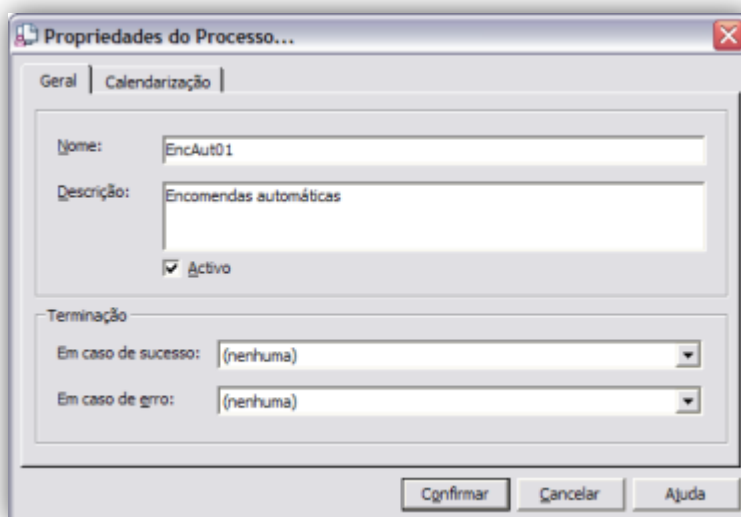 Propriedades do Processo...
Geral
Calendarização
Nome:
EncAut01
Descrição:
Encomendas automáticas
Activo
Terminação
Em caso de sucesso:
(nenhuma)
Em caso de erro:
(nenhuma)
Confirmar
Cancelar
Ajuda